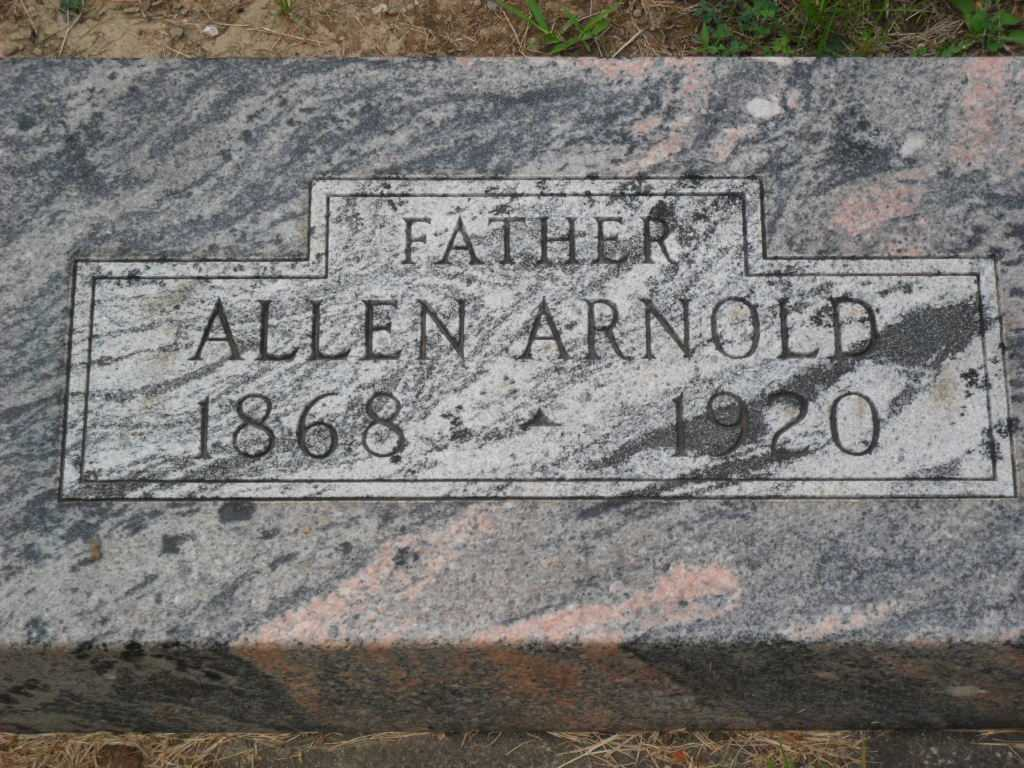 FATHER
ALLEN ARNOLD
1868 - 1920